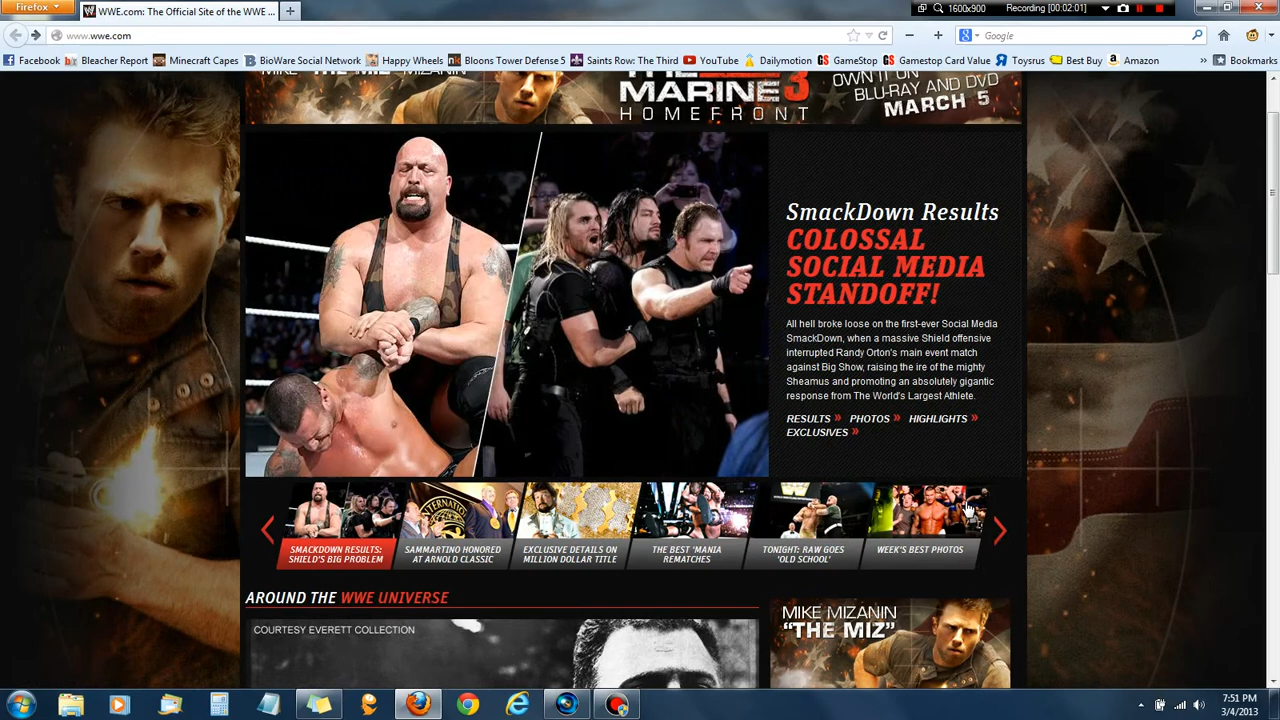 Firefox
WWE.com: The Official Site of the WWE ...
1600x900
Recording [00:02:01]
www.wwe.com
Google
Facebook
Bleacher Report
Minecraft Capes
BioWare Social Network
Happy Wheels
Bloons Tower Defense 5
Saints Row: The Third
YouTube
Dailymotion
GameStop
Gamestop Card Value
Toysrus
Best Buy
Amazon
Bookmarks
MIKE "THE MIZ" MIZANIN
THE
MARINE 3
HOMEFRONT
OWN IT ON
BLU-RAY AND DVD
MARCH 5
SmackDown Results
COLOSSAL
SOCIAL MEDIA
STANDOFF!
All hell broke loose on the first-ever Social Media
SmackDown, when a massive Shield offensive
interrupted Randy Orton's main event match
against Big Show, raising the ire of the mighty
Sheamus and promoting an absolutely gigantic
response from The World's Largest Athlete.
RESULTS » PHOTOS » HIGHLIGHTS »
EXCLUSIVES »
SMACKDOWN RESULTS:
SHIELD'S BIG PROBLEM
SAMMARTINO HONORED
AT ARNOLD CLASSIC
EXCLUSIVE DETAILS ON
MILLION DOLLAR TITLE
THE BEST 'MANIA
REMATCHES
TONIGHT: RAW GOES
'OLD SCHOOL'
WEEK'S BEST PHOTOS
AROUND THE WWE UNIVERSE
COURTESY EVERETT COLLECTION
MIKE MIZANIN
"THE MIZ"
7:51 PM
3/4/2013